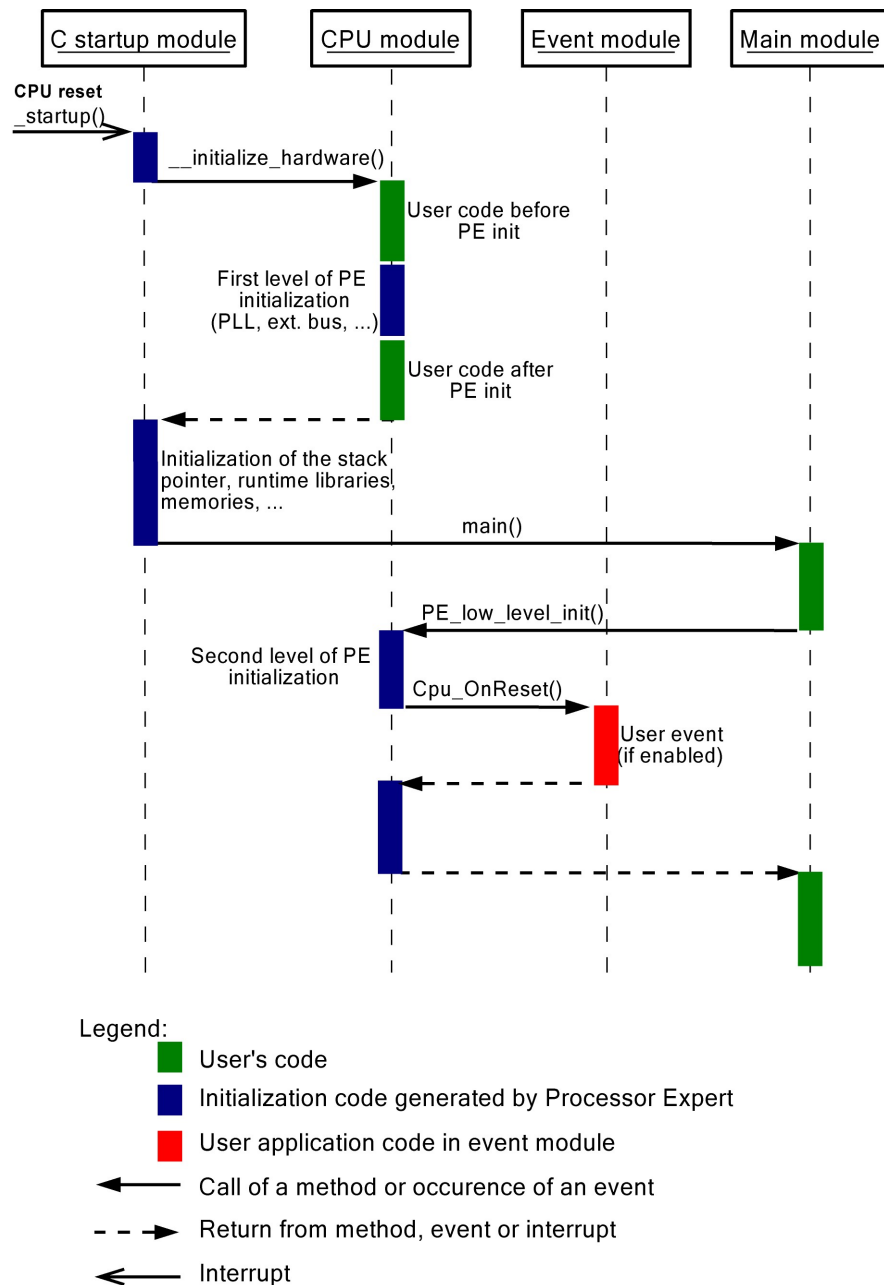 C startup module
CPU module
Event module
Main module
CPU reset
_startup()
__initialize_hardware()
User code before
PE init
First level of PE
initialization
(PLL, ext. bus, ...)
User code after
PE init
Initialization of the stack
pointer, runtime libraries,
memories, ...
main()
PE_low_level_init()
Second level of PE
initialization
Cpu_OnReset()
User event
(if enabled)
Legend:
User's code
Initialization code generated by Processor Expert
User application code in event module
Call of a method or occurence of an event
Return from method, event or interrupt
Interrupt